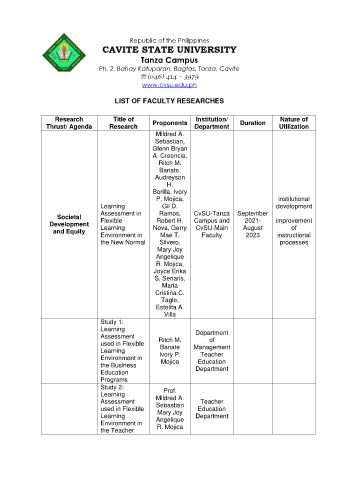 Republic of the Philippines
CAVITE STATE UNIVERSITY
Tanza Campus
Ph. 2, Bahay Katuparan, Bagtas, Tanza, Cavite
☏(046) 414 – 3979
www.cvsu.edu.ph
LIST OF FACULTY RESEARCHES
Research Thrust/ Agenda
Title of Research
Proponents
Institution/ Department
Duration
Nature of Utilization
Societal
Development
and Equity
Learning
Assessment in
Flexible
Learning
Environment in
the New Normal
Mildred A.
Sebastian,
Glenn Bryan
A. Creencia,
Ritch M.
Banate,
Audreyson
H.
Borilla, Ivory
P. Mojica,
Gil D.
Ramos,
Robert H.
Nova, Gerry
Mae T.
Silvero,
Mary Joy
Angelique
R. Mojica,
Joyce Erika
S. Senaris,
Marla
Cristina C.
Tagle,
Estelita A.
Villa
CvSU-Tanza
Campus and
CvSU-Main
Faculty
September
2021-
August
2023
institutional
development
improvement
of
instructional
processes
Study 1:
Learning
Assessment
used in Flexible
Learning
Environment in
the Business
Education
Programs
Ritch M.
Banate
Ivory P.
Mojica
Department
of
Management
Teacher
Education
Department
Study 2:
Learning
Assessment
used in Flexible
Learning
Environment in
the Teacher
Prof.
Mildred A.
Sebastian
Mary Joy
Angelique
R. Mojica
Teacher
Education
Department